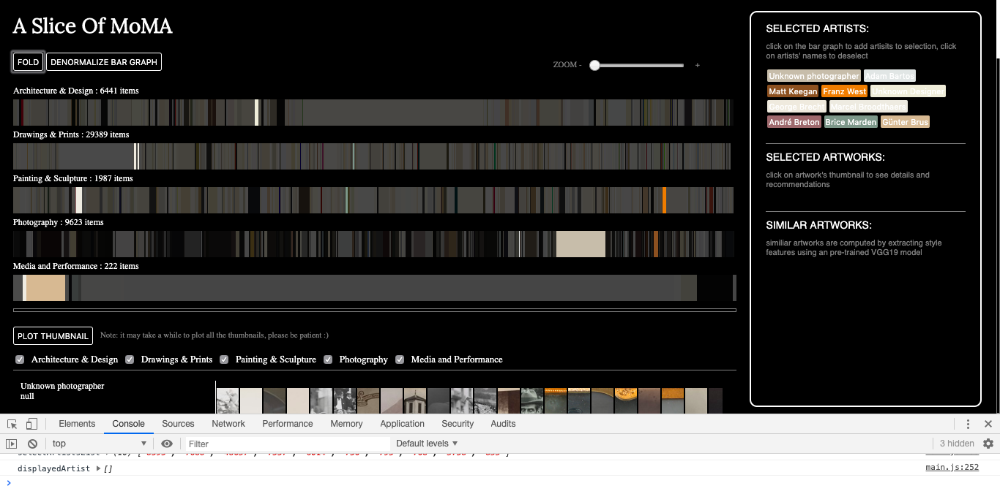 A Slice Of MoMA
FOLD DENORMALIZE BAR GRAPH
ZOOM - +
Architecture & Design : 6441 items
Drawings & Prints : 29389 items
Painting & Sculpture : 1987 items
Photography : 9623 items
Media and Performance : 222 items
PLOT THUMBNAIL Note: it may take a while to plot all the thumbnails, please be patient :)
Architecture & Design Drawings & Prints Painting & Sculpture Photography Media and Performance
Unknown photographer
null
SELECTED ARTISTS:
click on the bar graph to add artisits to selection, click
on artists' names to deselect
Unknown photographer Adam Bartos
Matt Keegan Franz West Unknown Designer
George Brecht Marcel Broodthaers
André Breton Brice Marden Günter Brus
SELECTED ARTWORKS:
click on artwork's thumbnail to see details and
recommendations
SIMILAR ARTWORKS:
similiar artworks are computed by extracting style
features using an pre-trained VGG19 model
Elements Console Sources Network Performance Memory Application Security Audits
top Filter Default levels 3 hidden
displayedArtist [] main.js:252